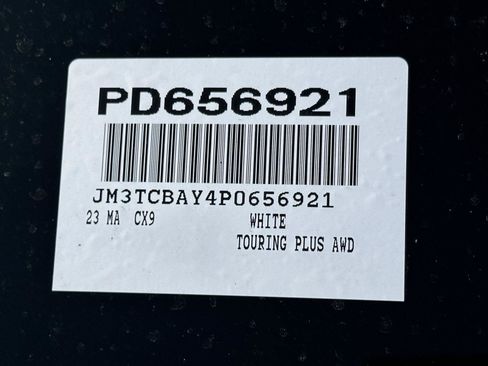 PD656921
JM3TCBAY4P0656921
23 MA CX9 WHITE
TOURING PLUS AWD